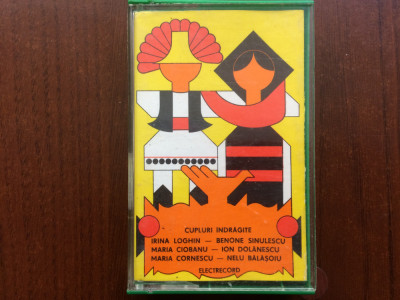 CUPLURI ÎNDRĂGITE
IRINA LOGHIN — BENONE SINULESCU
MARIA CIOBANU — ION DOLĂNESCU
MARIA CORNESCU — NELU BĂLĂȘOIU
ELECTRECORD